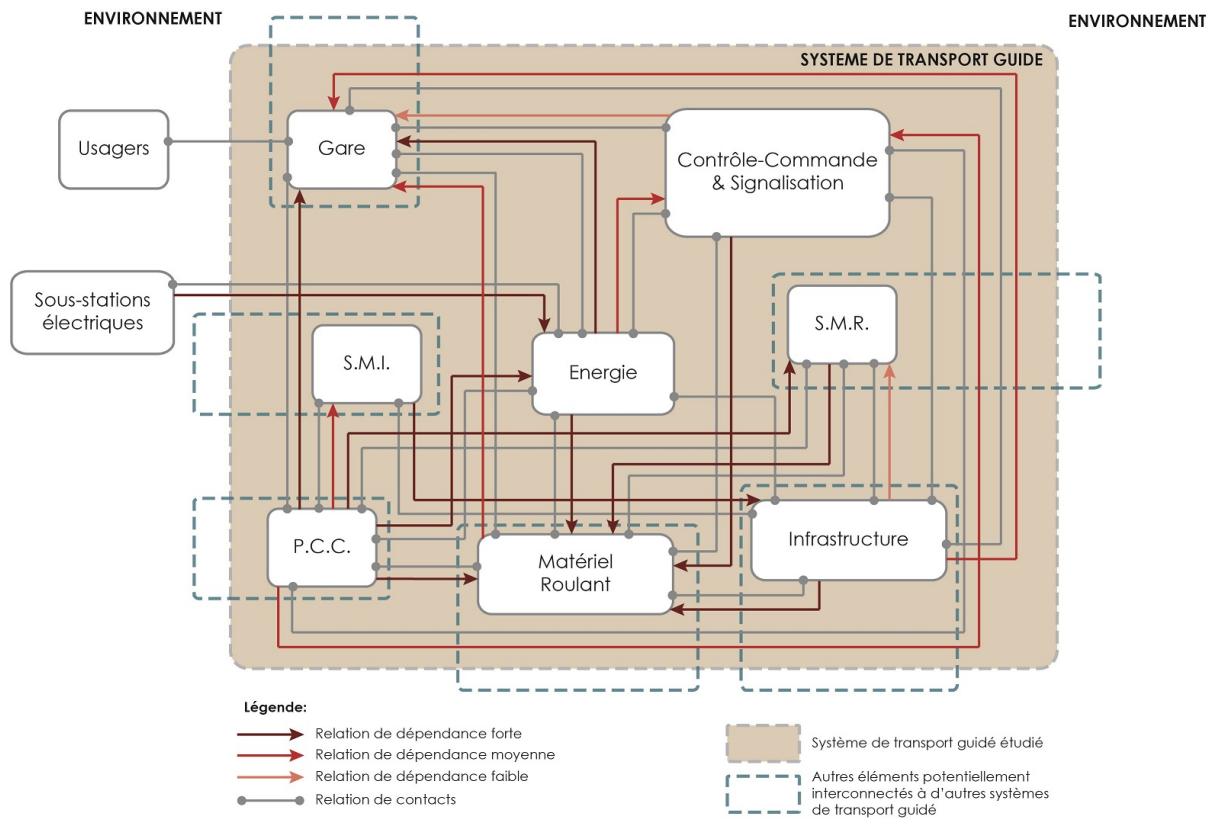 ENVIRONNEMENT
ENVIRONNEMENT
SYSTEME DE TRANSPORT GUIDE
Usagers
Gare
Contrôle-Commande
& Signalisation
Sous-stations
électriques
S.M.I.
Energie
S.M.R.
P.C.C.
Matériel
Roulant
Infrastructure
Légende:
Relation de dépendance forte
Relation de dépendance moyenne
Relation de dépendance faible
Relation de contacts
Système de transport guidé étudié
Autres éléments potentiellement
interconnectés à d'autres systèmes
de transport guidé